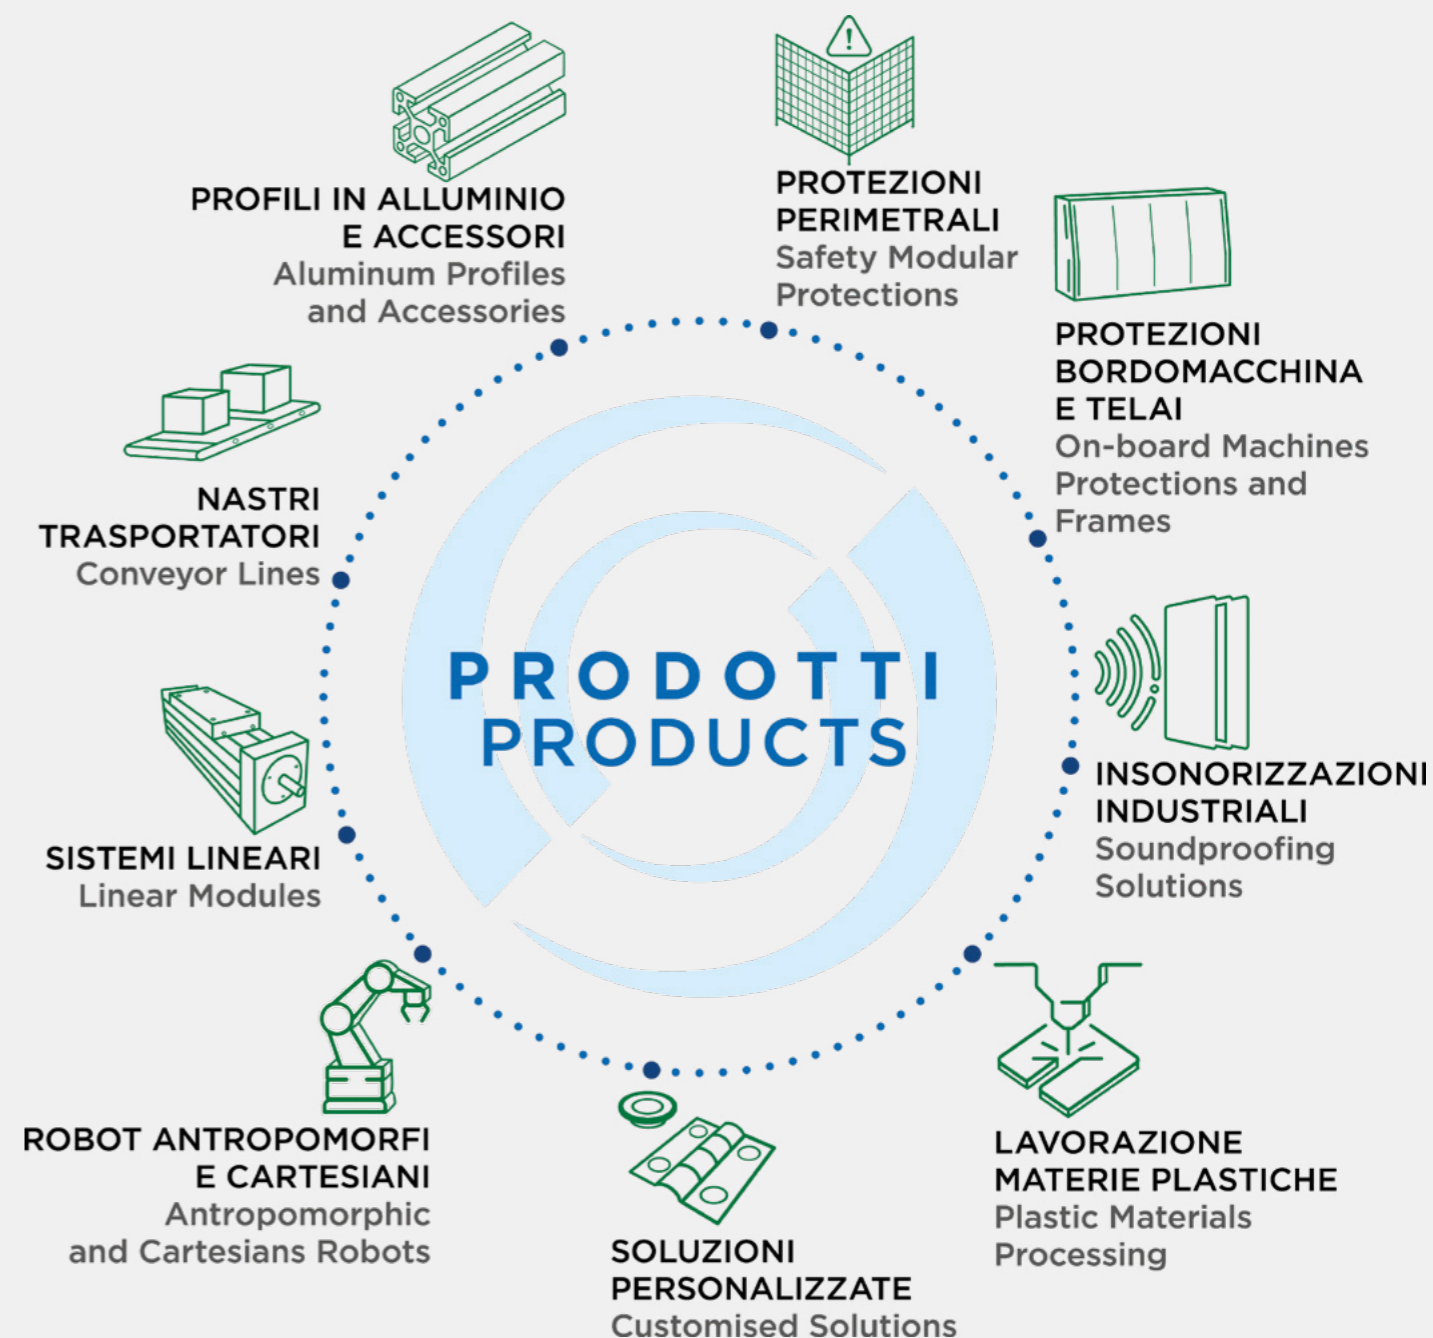 PROFILI IN ALLUMINIO
E ACCESSORI
Aluminum Profiles
and Accessories
PROTEZIONI
PERIMETRALI
Safety Modular
Protections
PROTEZIONI
BORDOMACCHINA
E TELAI
On-board Machines
Protections and
Frames
NASTRI
TRASPORTATORI
Conveyor Lines
PRODOTTI
PRODUCTS
INSONORIZZAZIONI
INDUSTRIALI
Soundproofing
Solutions
SISTEMI LINEARI
Linear Modules
ROBOT ANTROPOMORFI
E CARTESIANI
Antropomorphic
and Cartesians Robots
SOLUZIONI
PERSONALIZZATE
Customised Solutions
LAVORAZIONE
MATERIE PLASTICHE
Plastic Materials
Processing